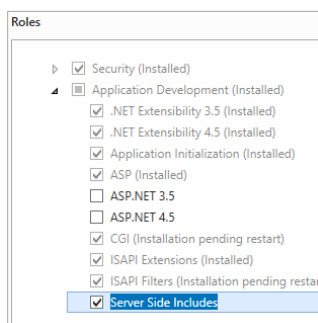 Roles
Security (Installed)
Application Development (Installed)
.NET Extensibility 3.5 (Installed)
.NET Extensibility 4.5 (Installed)
Application Initialization (Installed)
ASP (Installed)
ASP.NET 3.5
ASP.NET 4.5
CGI (Installation pending restart)
ISAPI Extensions (Installed)
ISAPI Filters (Installation pending restar
Server Side Includes